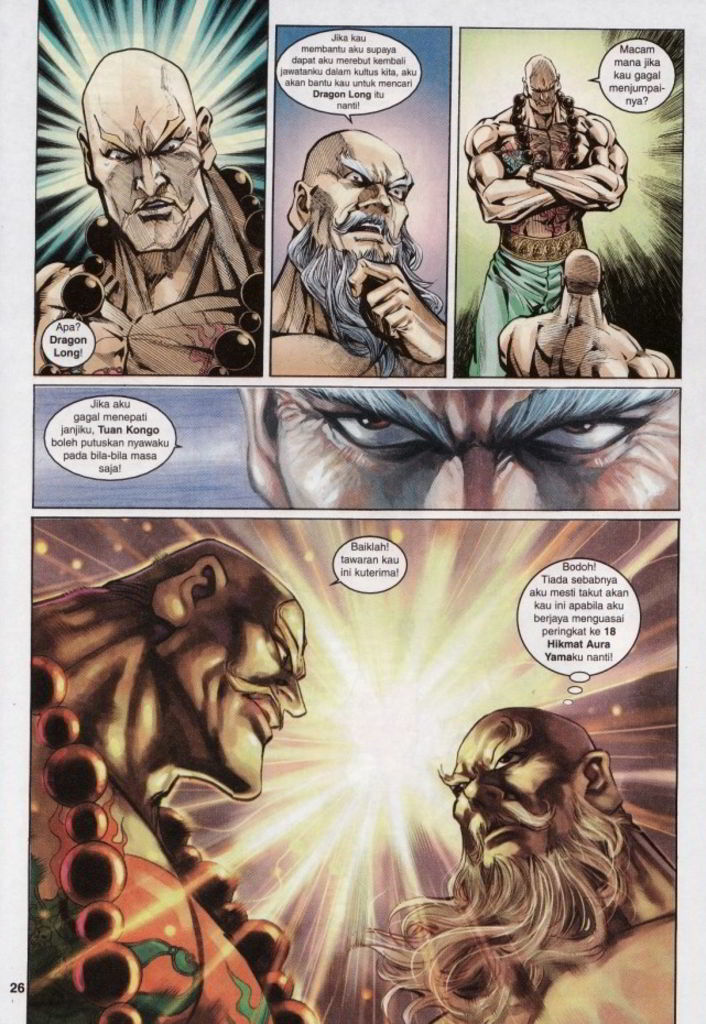 Apa?
Dragon
Long!
Jika kau
membantu aku supaya
dapat aku merebut kembali
jawatanku dalam kultus kita, aku
akan bantu kau untuk mencari
Dragon Long itu
nanti!
Macam
mana jika
kau gagal
menjumpai-
nya?
Jika aku
gagal menepati
janjiku, Tuan Kongo
boleh putuskan nyawaku
pada bila-bila masa
saja!
Baiklah!
tawaran kau
ini kuterima!
Bodoh!
Tiada sebabnya
aku mesti takut akan
kau ini apabila aku
berjaya menguasai
peringkat ke 18
Hikmat Aura
Yamaku nanti!
26